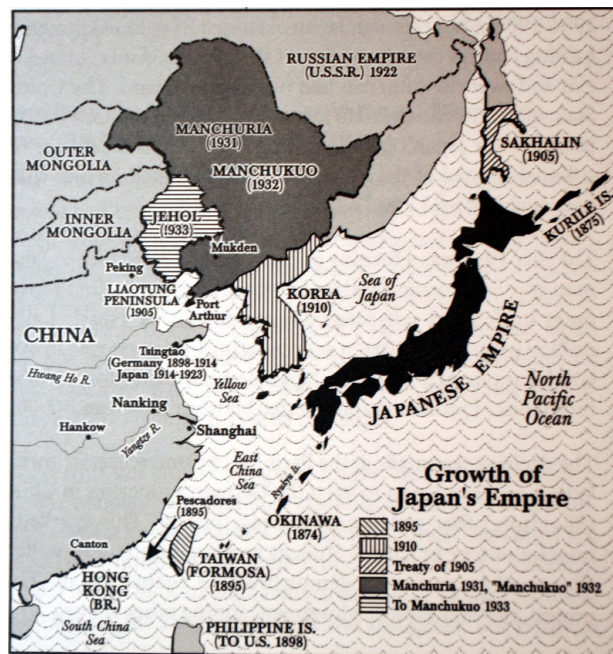 RUSSIAN EMPIRE
(U.S.S.R.) 1922
MANCHURIA
(1931)
MANCHUKUO
(1932)
SAKHALIN
(1905)
OUTER
MONGOLIA
KURILE IS.
(1875)
INNER
MONGOLIA
JEHOL
(!933)
Mukden
Peking
Sea of
Japan
LIAOTUNG
PENINSULA
(1905)
Port
Arthur
KOREA
(1910)
CHINA
Tsingtao
(Germany 1898-1914
Japan 1914-1923)
JAPANESE EMPIRE
Hwang Ho R.
Yellow
Sea
North
Pacific
Ocean
Nanking
Hankow
Yangtze R.
Shanghai
East
China
Sea
Ryukyu Is.
Growth of
Japan's Empire
Pescadores
(1895)
OKINAWA
(1874)
1895
1910
Treaty of 1905
Manchuria 1931, "Manchukuo" 1932
To Manchukuo 1933
Canton
TAIWAN
(FORMOSA)
(1895)
HONG
KONG
(BR.)
South China
Sea
PHILIPPINE IS.
(TO U.S. 1898)